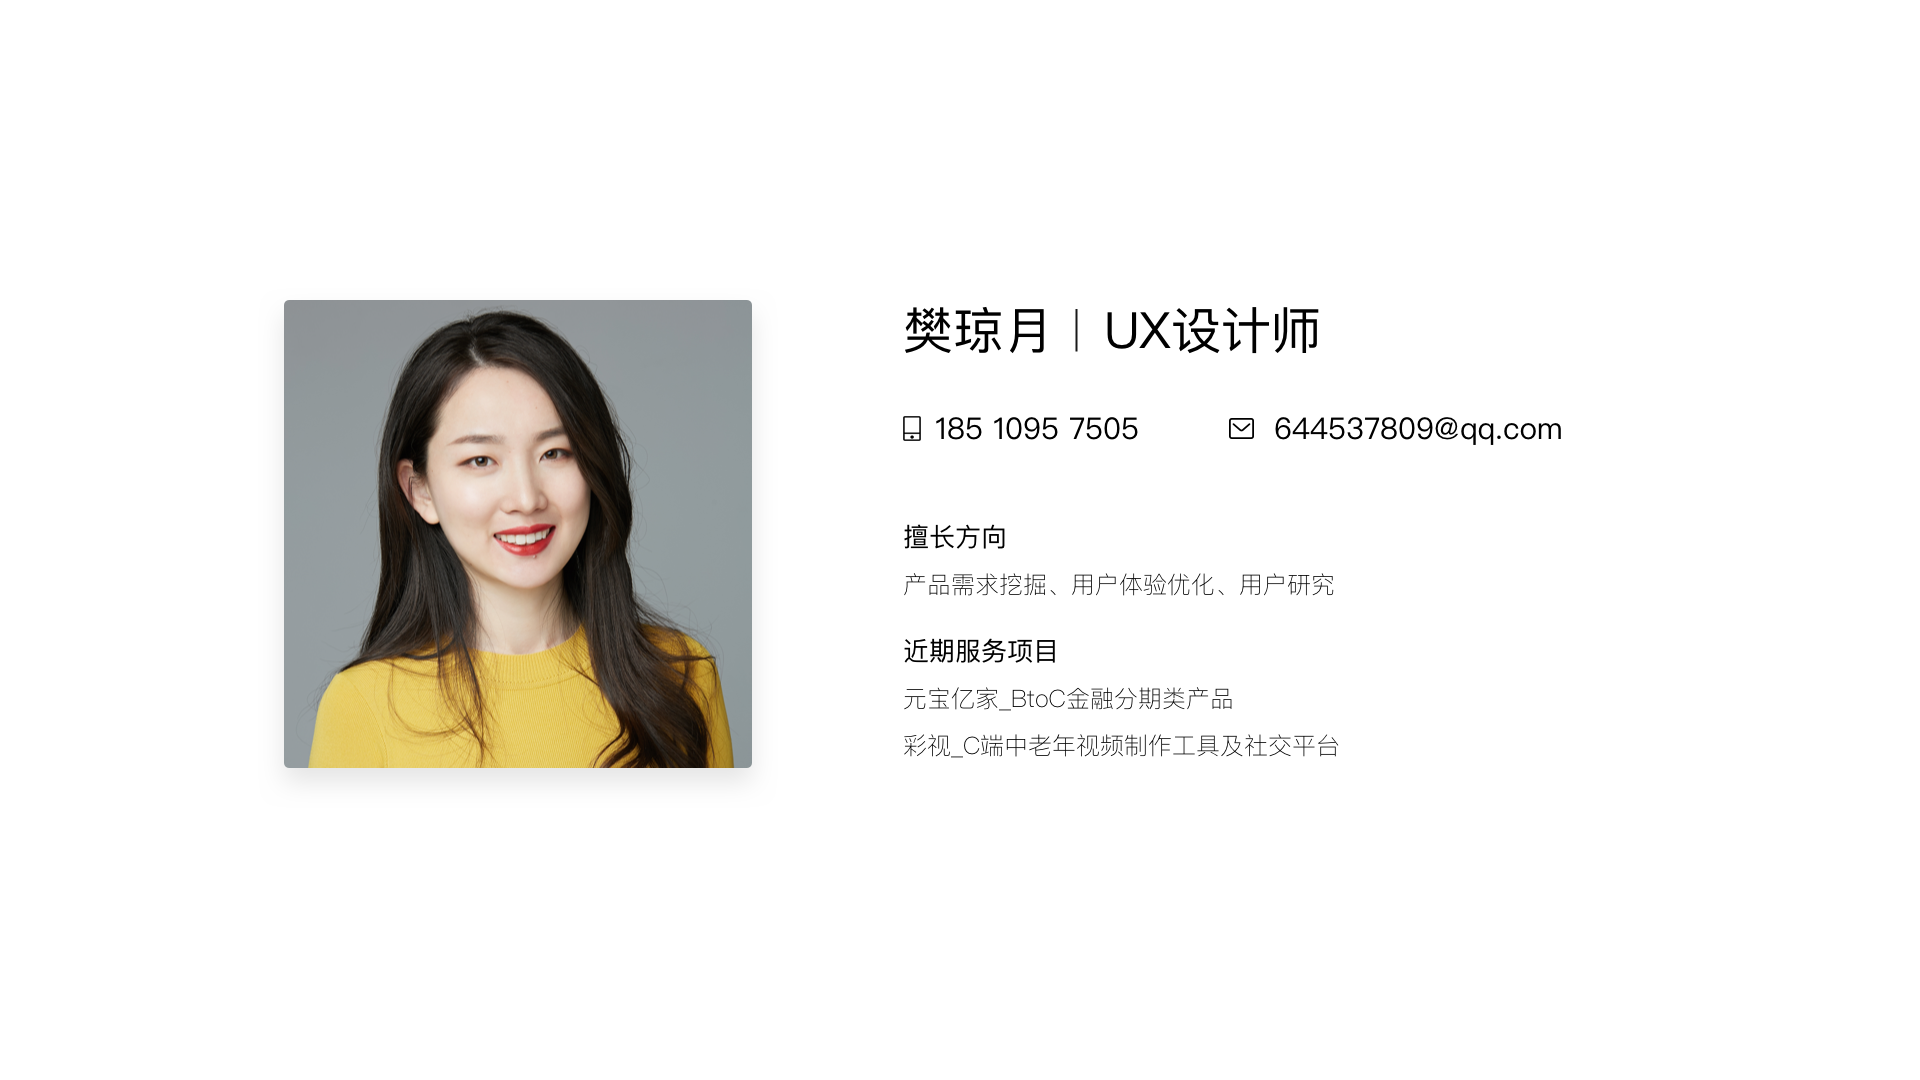 樊琼月｜UX设计师
185 1095 7505 644537809@qq.com
擅长方向
产品需求挖掘、用户体验优化、用户研究
近期服务项目
元宝亿家_BtoC金融分期类产品
彩视_C端中老年视频制作工具及社交平台